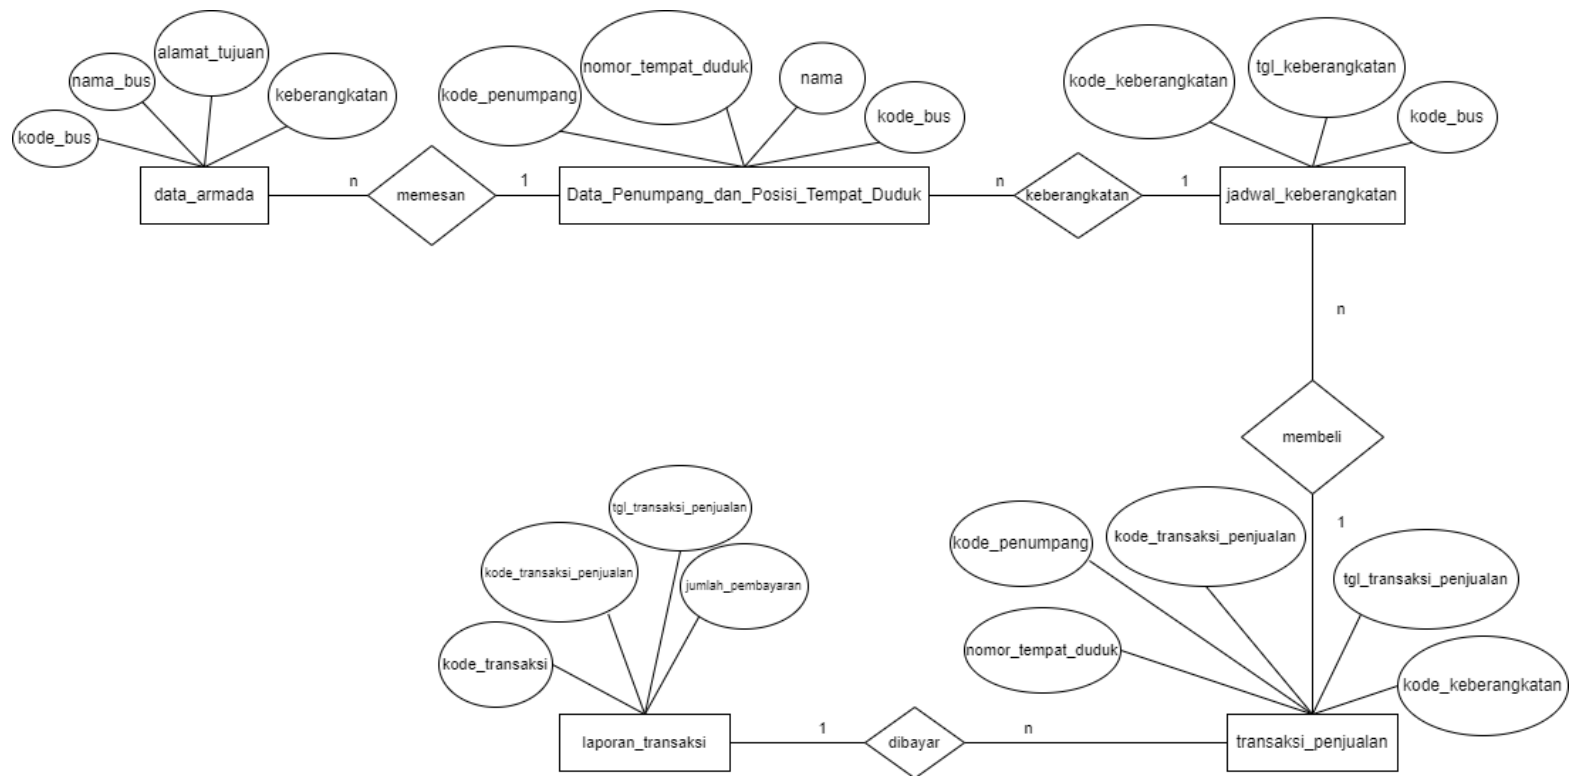 alamat_tujuan
nama_bus
keberangkatan
kode_bus
nomor_tempat_duduk
kode_penumpang
nama
kode_bus
tgl_keberangkatan
kode_keberangkatan
kode_bus
data_armada
n
memesan
1
Data_Penumpang_dan_Posisi_Tempat_Duduk
n
keberangkatan
1
jadwal_keberangkatan
n
membeli
1
tgl_transaksi_penjualan
kode_transaksi_penjualan
jumlah_pembayaran
kode_transaksi
kode_penumpang
kode_transaksi_penjualan
tgl_transaksi_penjualan
nomor_tempat_duduk
kode_keberangkatan
laporan_transaksi
1
dibayar
n
transaksi_penjualan